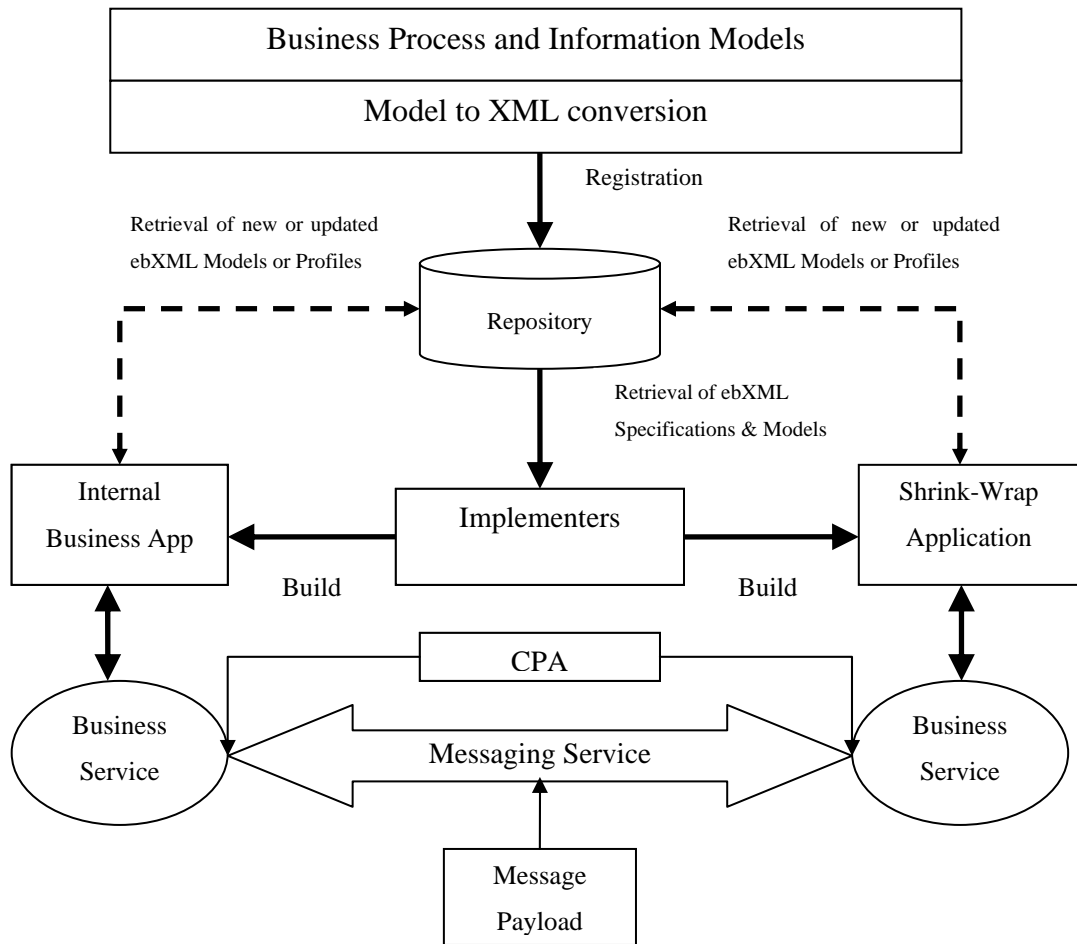 Business Process and Information Models
Model to XML conversion
Registration
Retrieval of new or updated
ebXML Models or Profiles
Retrieval of new or updated
ebXML Models or Profiles
Repository
Retrieval of ebXML
Specifications & Models
Internal
Business App
Implementers
Shrink-Wrap
Application
Build
Build
CPA
Business
Service
Messaging Service
Business
Service
Message
Payload